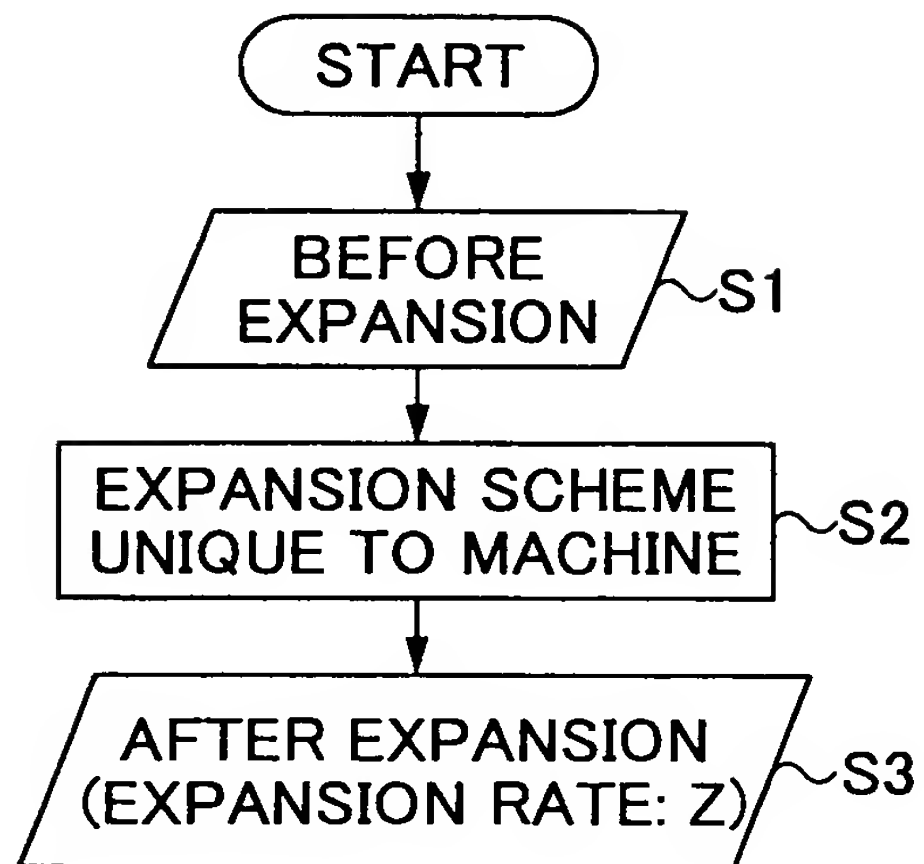 START
BEFORE
EXPANSION
S1
EXPANSION SCHEME
UNIQUE TO MACHINE
S2
AFTER EXPANSION
(EXPANSION RATE: Z)
S3